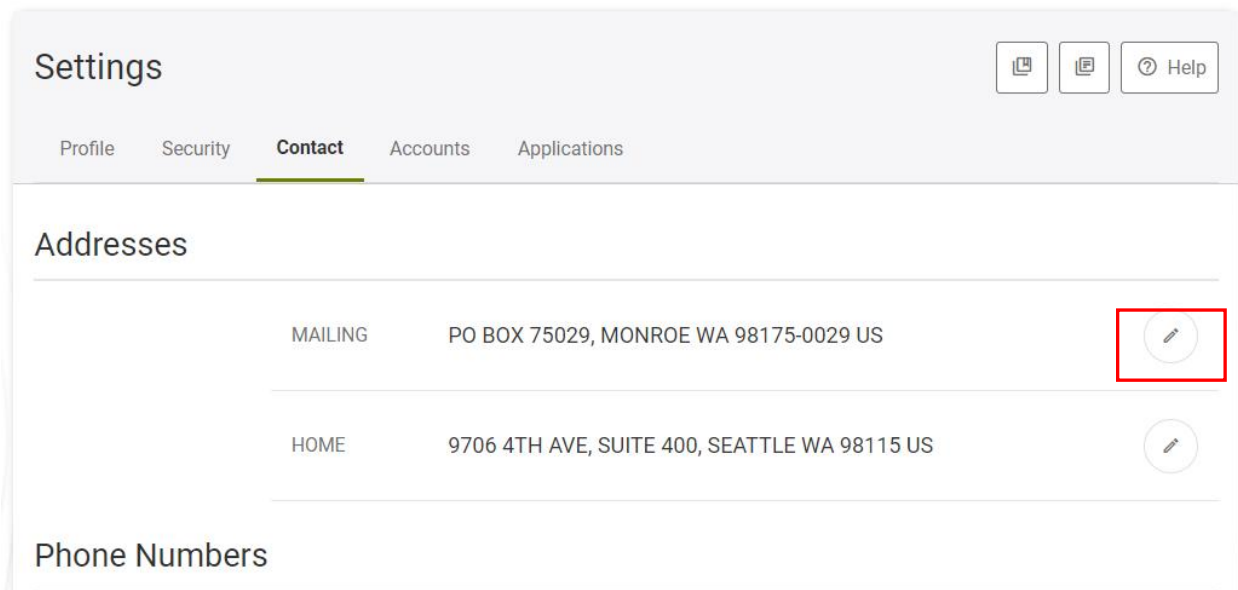 Settings
Help
Profile Security Contact Accounts Applications
Addresses
MAILING PO BOX 75029, MONROE WA 98175-0029 US
HOME 9706 4TH AVE, SUITE 400, SEATTLE WA 98115 US
Phone Numbers